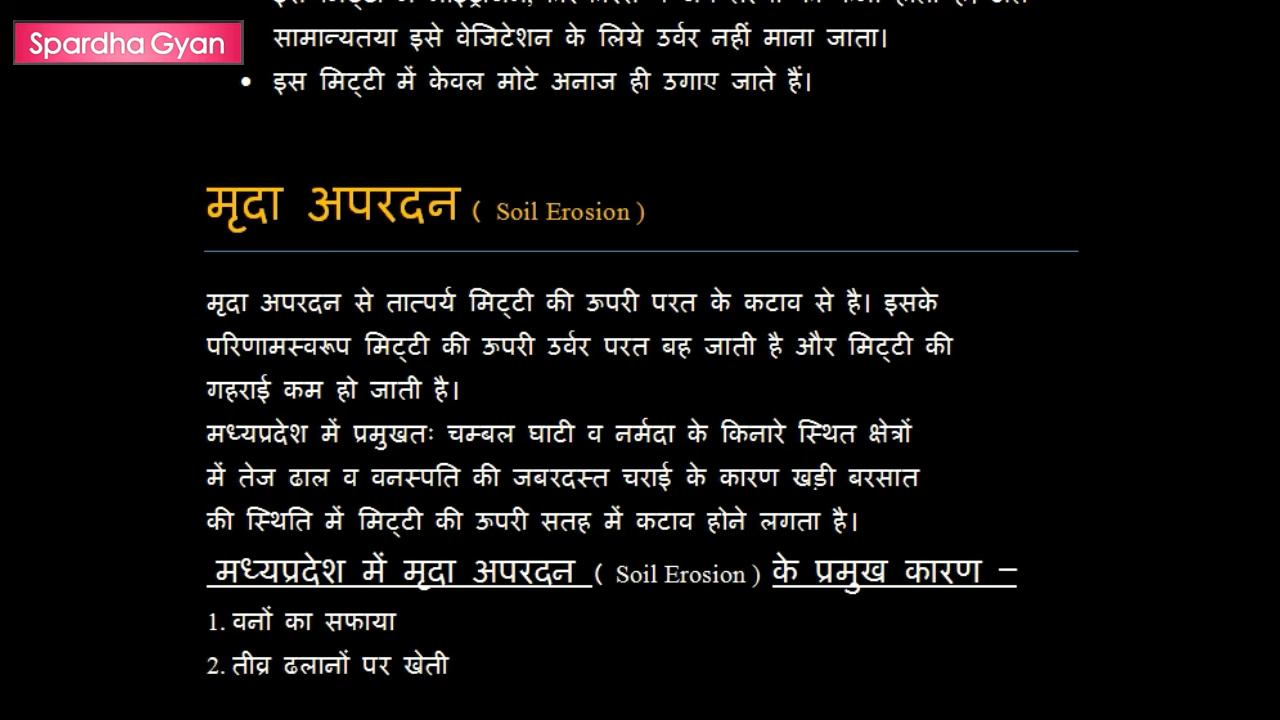 Spardha Gyan
सामान्यतया इसे वेजिटेशन के लिये उर्वर नहीं माना जाता।
• इस मिट्टी में केवल मोटे अनाज ही उगाए जाते हैं।
मृदा अपरदन ( Soil Erosion )
मृदा अपरदन से तात्पर्य मिट्टी की ऊपरी परत के कटाव से है। इसके
परिणामस्वरूप मिट्टी की ऊपरी उर्वर परत बह जाती है और मिट्टी की
गहराई कम हो जाती है।
मध्यप्रदेश में प्रमुखतः चम्बल घाटी व नर्मदा के किनारे स्थित क्षेत्रों
में तेज ढाल व वनस्पति की जबरदस्त चराई के कारण खड़ी बरसात
की स्थिति में मिट्टी की ऊपरी सतह में कटाव होने लगता है।
मध्यप्रदेश में मृदा अपरदन ( Soil Erosion ) के प्रमुख कारण –
1. वनों का सफाया
2. तीव्र ढलानों पर खेती